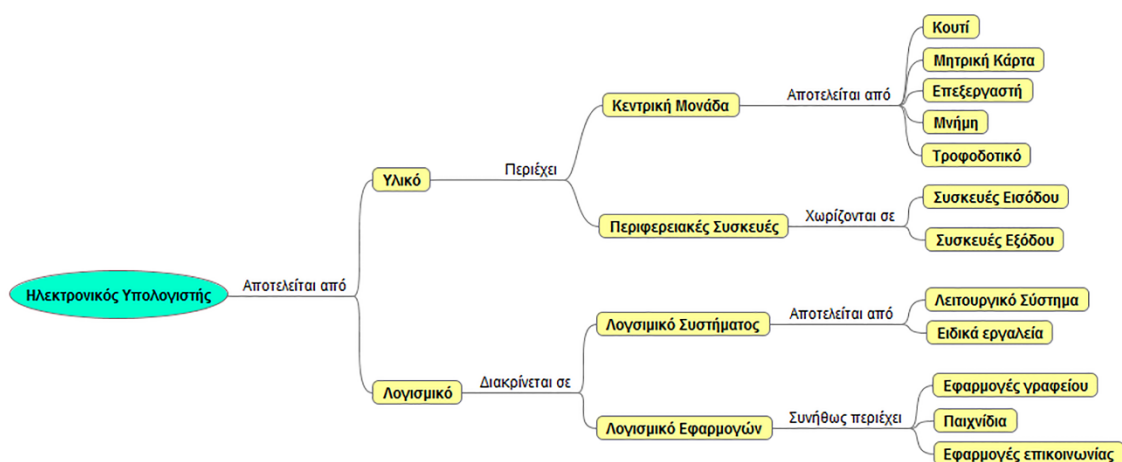 Ηλεκτρονικός Υπολογιστής
Αποτελείται από
Υλικό
Περιέχει
Κεντρική Μονάδα
Αποτελείται από
Κουτί
Μητρική Κάρτα
Επεξεργαστή
Μνήμη
Τροφοδοτικό
Περιφερειακές Συσκευές
Χωρίζονται σε
Συσκευές Εισόδου
Συσκευές Εξόδου
Λογισμικό
Διακρίνεται σε
Λογσιμικό Συστήματος
Αποτελείται από
Λειτουργικό Σύστημα
Ειδικά εργαλεία
Λογισμικό Εφαρμογών
Συνήθως περιέχει
Εφαρμογές γραφείου
Παιχνίδια
Εφαρμογές επικοινωνίας